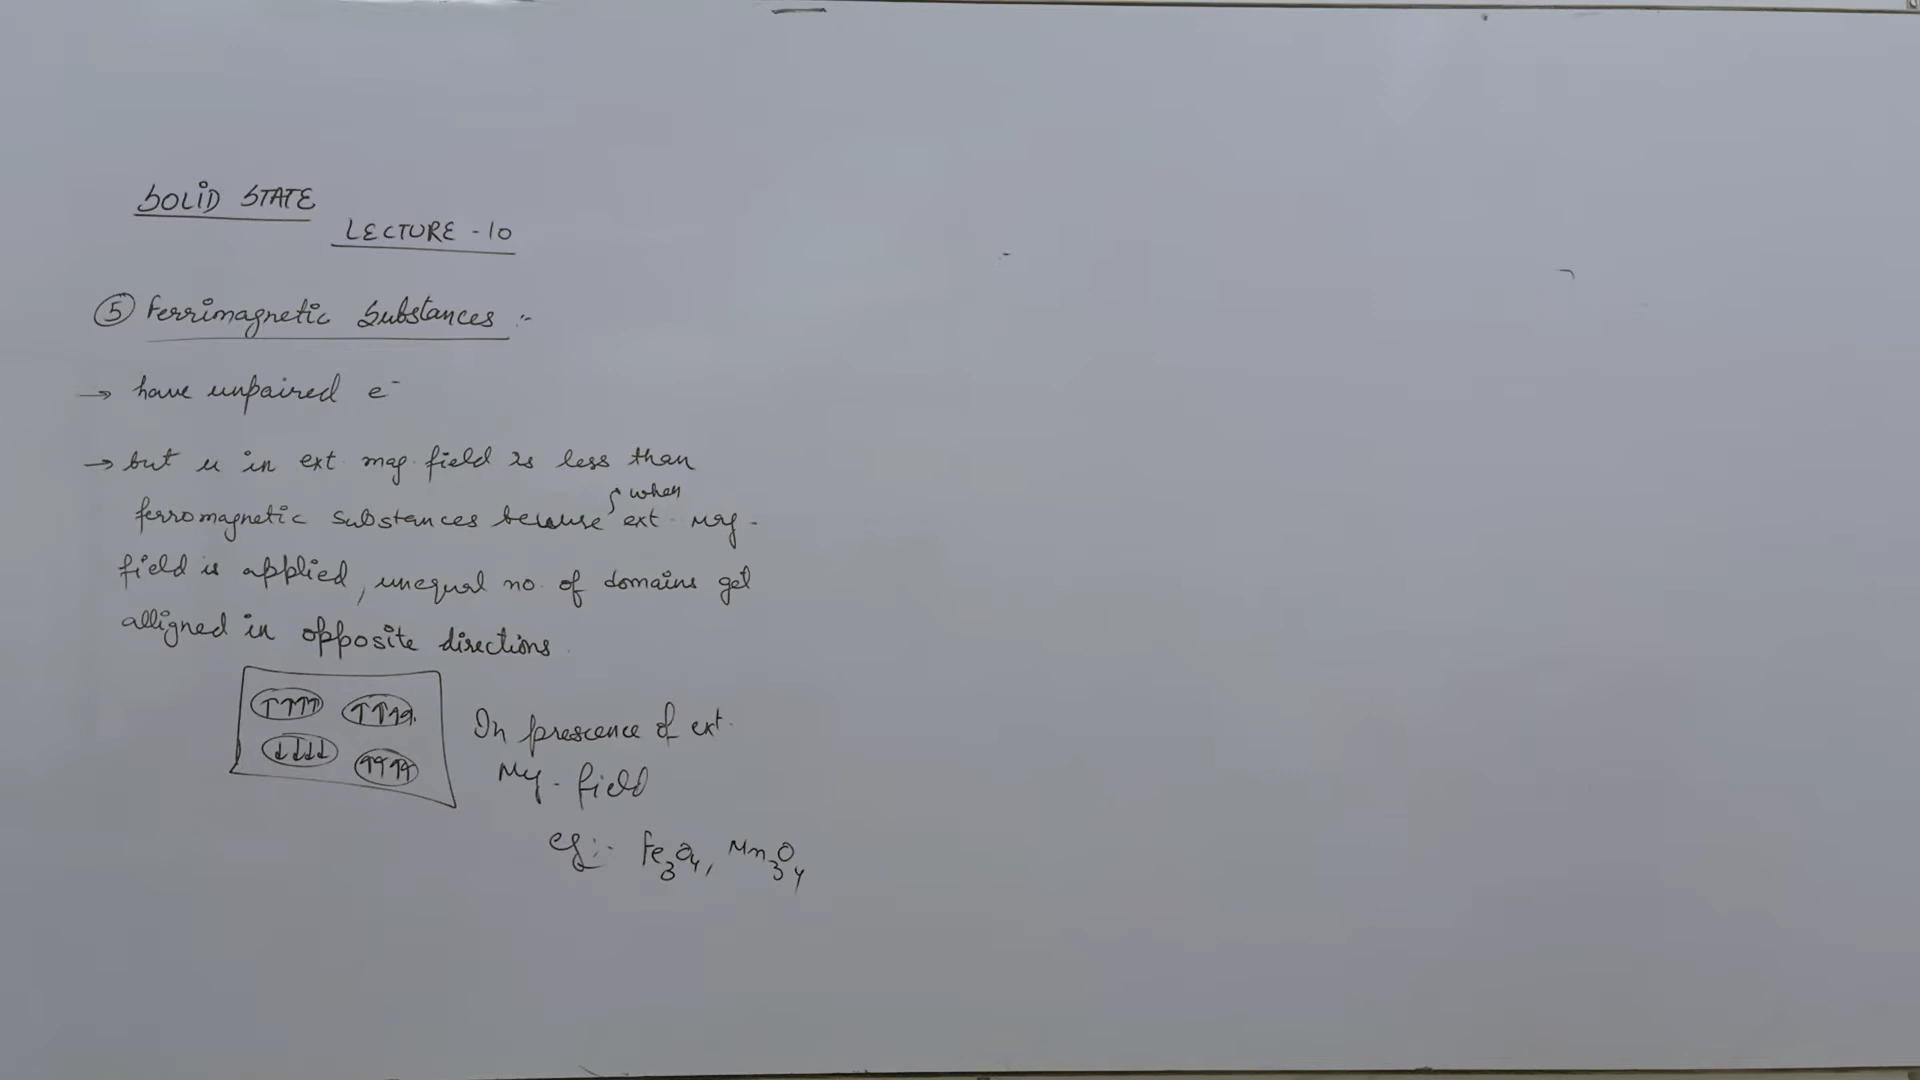 SOLID STATE
LECTURE - 10
⑤ Ferrimagnetic Substances :-
→ have unpaired e⁻
→ but u in ext. mag. field is less than
when
ferromagnetic substances because ext. mag.
field is applied, unequal no. of domains get
alligned in opposite directions.
↑↑↑↑ ↑↑↑↑
↓↓↓↓ ↑↑↑↑
In prescence of ext.
Mag. field
eg :- Fe₃O₄, Mn₃O₄